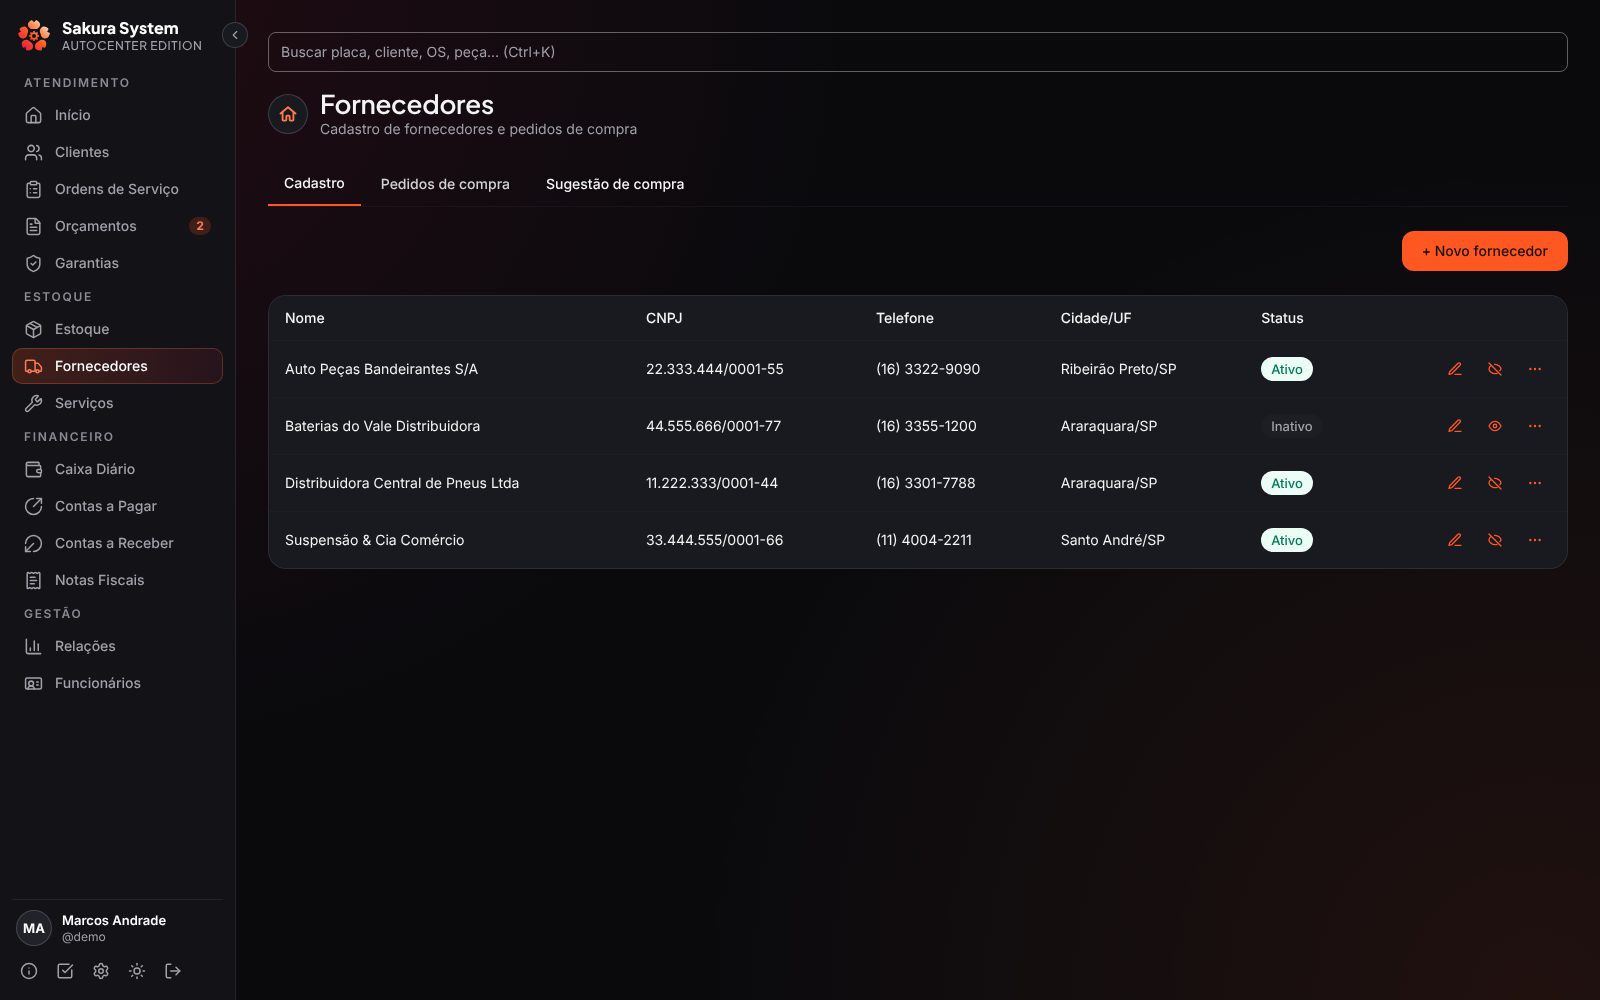 Sakura System
AUTOCENTER EDITION
ATENDIMENTO
Início
Clientes
Ordens de Serviço
Orçamentos 2
Garantias
ESTOQUE
Estoque
Fornecedores
Serviços
FINANCEIRO
Caixa Diário
Contas a Pagar
Contas a Receber
Notas Fiscais
GESTÃO
Relações
Funcionários
MA
Marcos Andrade
@demo
Buscar placa, cliente, OS, peça... (Ctrl+K)
Fornecedores
Cadastro de fornecedores e pedidos de compra
Cadastro Pedidos de compra Sugestão de compra
+ Novo fornecedor
Nome CNPJ Telefone Cidade/UF Status
Auto Peças Bandeirantes S/A 22.333.444/0001-55 (16) 3322-9090 Ribeirão Preto/SP Ativo
Baterias do Vale Distribuidora 44.555.666/0001-77 (16) 3355-1200 Araraquara/SP Inativo
Distribuidora Central de Pneus Ltda 11.222.333/0001-44 (16) 3301-7788 Araraquara/SP Ativo
Suspensão & Cia Comércio 33.444.555/0001-66 (11) 4004-2211 Santo André/SP Ativo